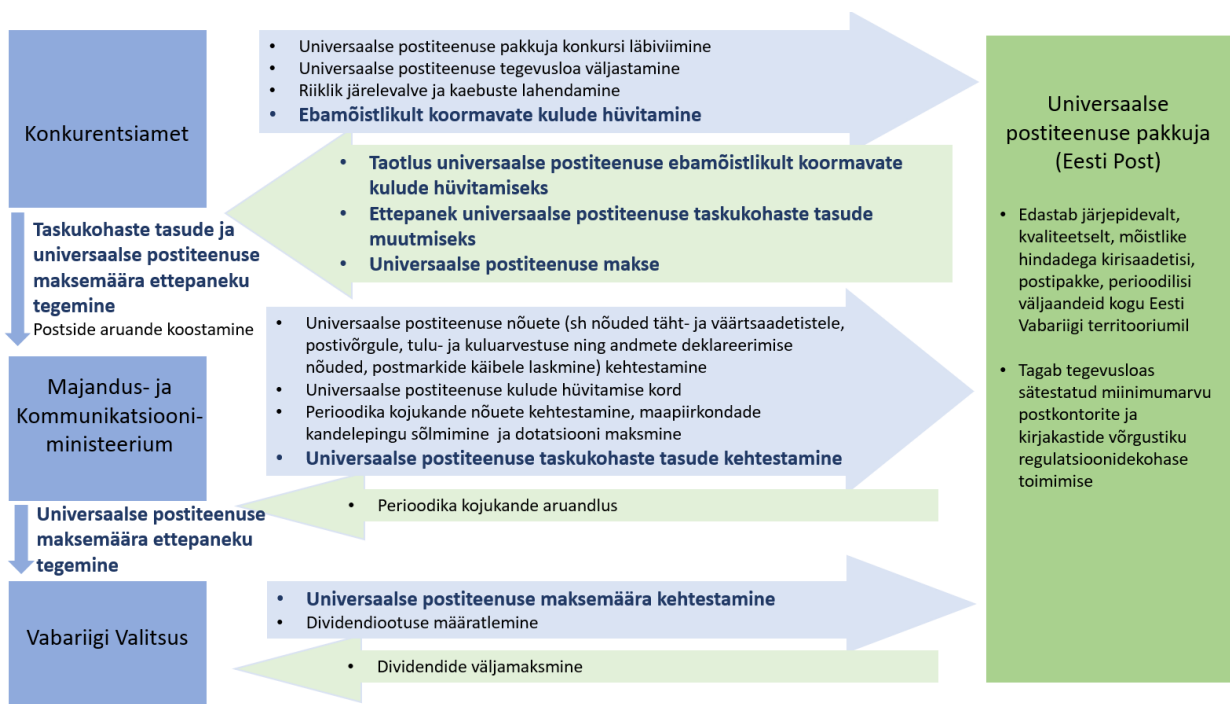 Konkurentsiamet
• Universaalse postiteenuse pakkuja konkursi läbiviimine
• Universaalse postiteenuse tegevusloa väljastamine
• Riiklik järelevalve ja kaebuste lahendamine
• Ebamõistlikult koormavate kulude hüvitamine
• Taotlus universaalse postiteenuse ebamõistlikult koormavate
kulude hüvitamiseks
• Ettepanek universaalse postiteenuse taskukohaste tasude
muutmiseks
• Universaalse postiteenuse makse
Taskukohaste tasude ja
universaalse postiteenuse
maksemäära ettepaneku
tegemine
Postside aruande koostamine
Majandus- ja
Kommunikatsiooni-
ministeerium
• Universaalse postiteenuse nõuete (sh nõuded täht- ja väärtsaadetistele,
postivõrgule, tulu- ja kuluarvestuse ning andmete deklareerimise
nõuded, postmarkide käibele laskmine) kehtestamine
• Universaalse postiteenuse kulude hüvitamise kord
• Perioodika kojukande nõuete kehtestamine, maapiirkondade
kandelepingu sõlmimine ja dotatsiooni maksmine
• Universaalse postiteenuse taskukohaste tasude kehtestamine
• Perioodika kojukande aruandlus
Universaalse postiteenuse
maksemäära ettepaneku
tegemine
Vabariigi Valitsus
• Universaalse postiteenuse maksemäära kehtestamine
• Dividendiootuse määratlemine
• Dividendide väljamaksmine
Universaalse
postiteenuse pakkuja
(Eesti Post)
• Edastab järjepidevalt,
kvaliteetselt, mõistlike
hindadega kirisaadetisi,
postipakke, perioodilisi
väljaandeid kogu Eesti
Vabariigi territooriumil
• Tagab tegevusloas
sätestatud miinimumarvu
postkontorite ja
kirjakastide võrgustiku
regulatsioonidekohase
toimimise